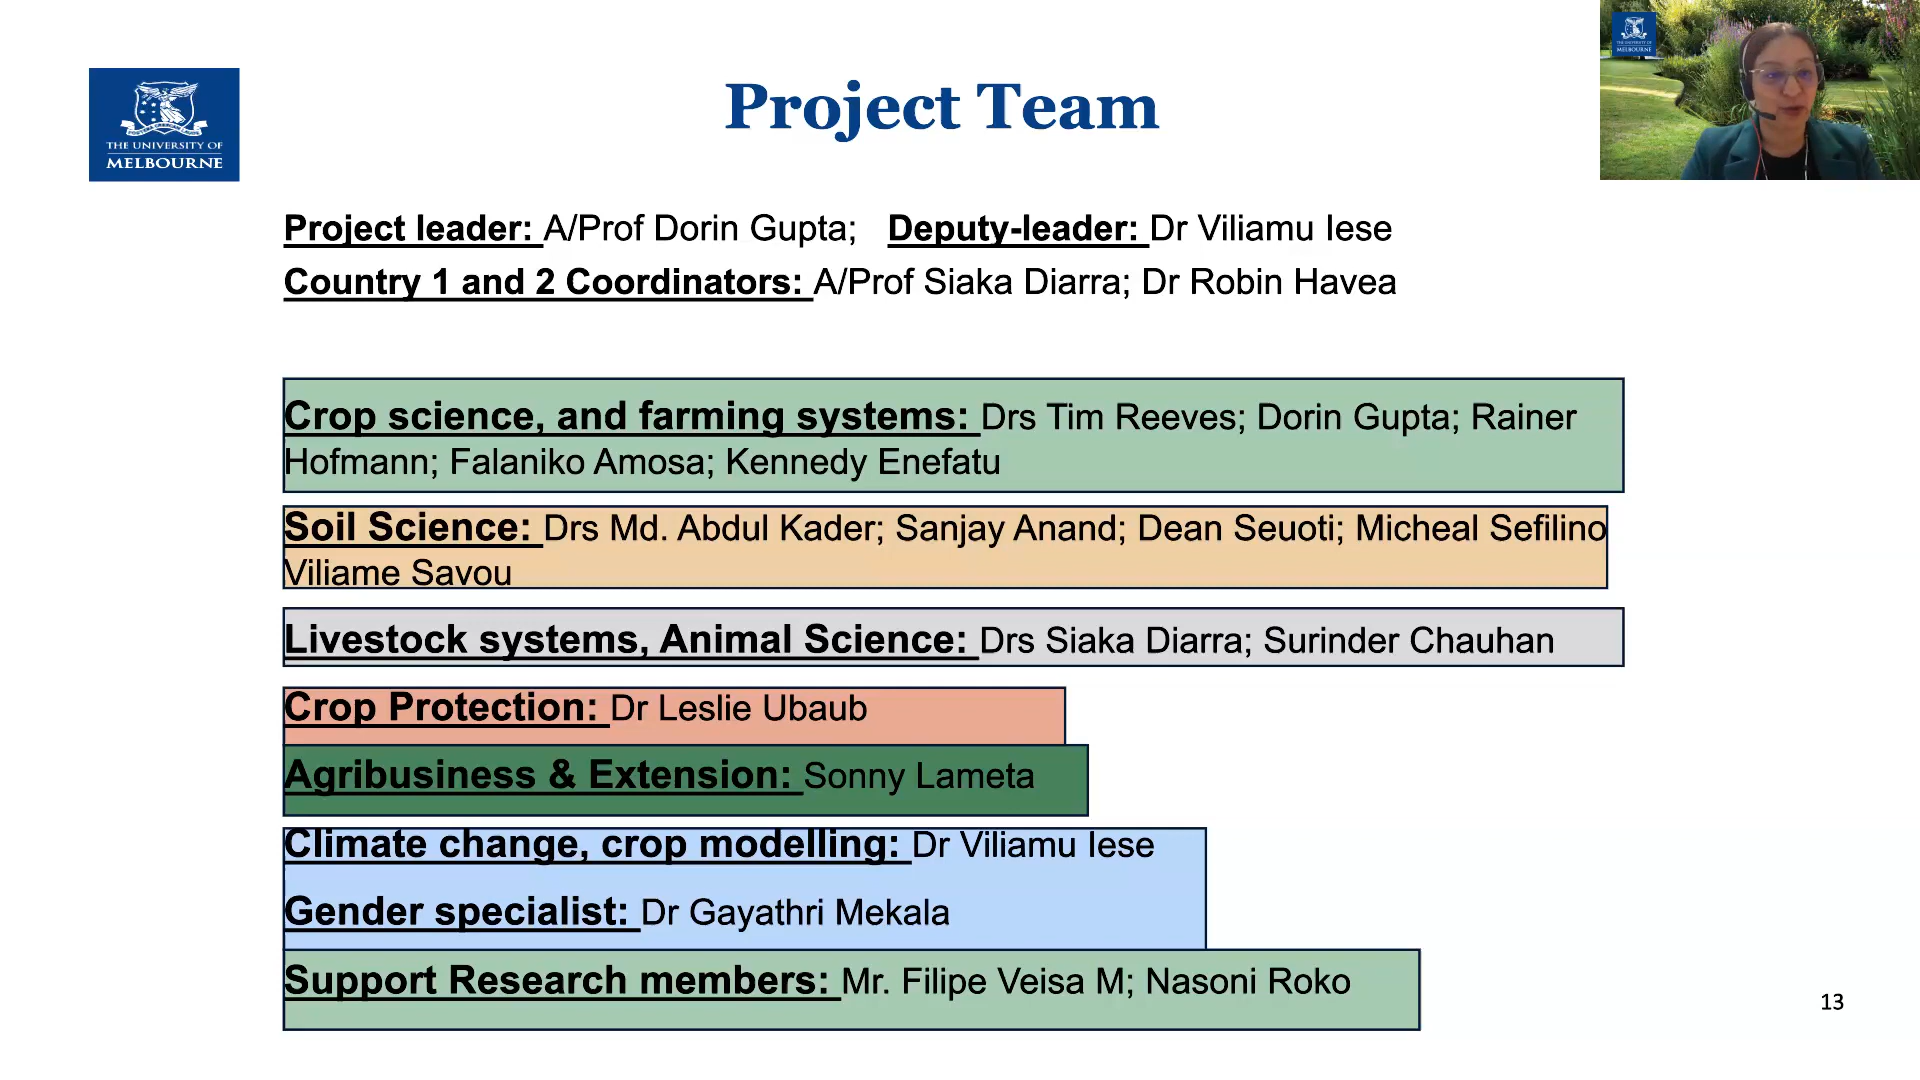 THE UNIVERSITY OF
MELBOURNE
Project Team
Project leader: A/Prof Dorin Gupta; Deputy-leader: Dr Viliamu Iese
Country 1 and 2 Coordinators: A/Prof Siaka Diarra; Dr Robin Havea
Crop science, and farming systems: Drs Tim Reeves; Dorin Gupta; Rainer
Hofmann; Falaniko Amosa; Kennedy Enefatu
Soil Science: Drs Md. Abdul Kader; Sanjay Anand; Dean Seuoti; Micheal Sefilino
Viliame Savou
Livestock systems, Animal Science: Drs Siaka Diarra; Surinder Chauhan
Crop Protection: Dr Leslie Ubaub
Agribusiness & Extension: Sonny Lameta
Climate change, crop modelling: Dr Viliamu Iese
Gender specialist: Dr Gayathri Mekala
Support Research members: Mr. Filipe Veisa M; Nasoni Roko
13
MELBOURNE